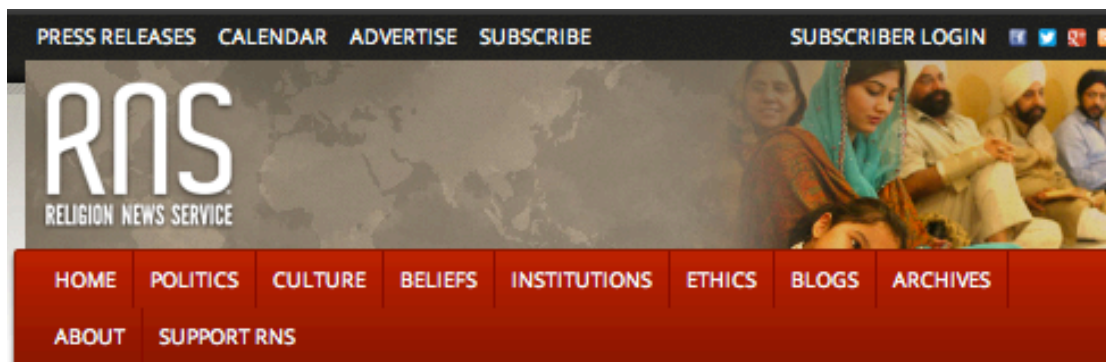 PRESS RELEASES CALENDAR ADVERTISE SUBSCRIBE SUBSCRIBER LOGIN
RNS
RELIGION NEWS SERVICE
HOME POLITICS CULTURE BELIEFS INSTITUTIONS ETHICS BLOGS ARCHIVES
ABOUT SUPPORT RNS